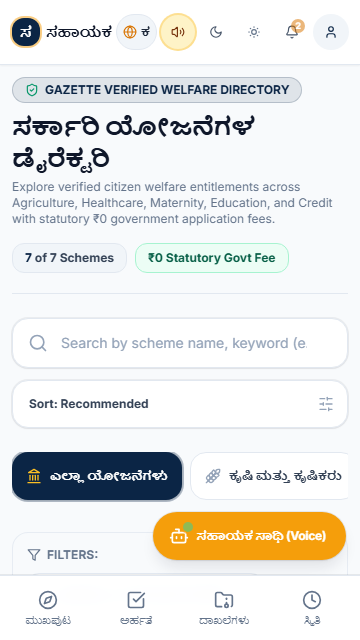 ಸ ಸಹಾಯಕ ಕ 2
GAZETTE VERIFIED WELFARE DIRECTORY
ಸರ್ಕಾರಿ ಯೋಜನೆಗಳ
ಡೈರೆಕ್ಟರಿ
Explore verified citizen welfare entitlements across
Agriculture, Healthcare, Maternity, Education, and Credit
with statutory ₹0 government application fees.
7 of 7 Schemes ₹0 Statutory Govt Fee
Search by scheme name, keyword (e
Sort: Recommended
ಎಲ್ಲಾ ಯೋಜನೆಗಳು ಕೃಷಿ ಮತ್ತು ಕೃಷಿಕರು
ಸಹಾಯಕ ಸಾಥಿ (Voice)
FILTERS:
ಮುಖಪುಟ ಅರ್ಹತೆ ದಾಖಲೆಗಳು ಸ್ಥಿತಿ